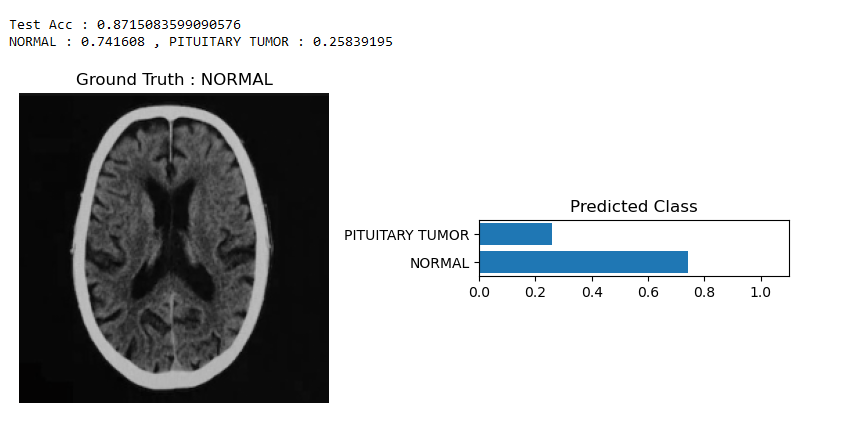 Test Acc : 0.8715083599090576
NORMAL : 0.741608 , PITUITARY TUMOR : 0.25839195
Ground Truth : NORMAL
Predicted Class
PITUITARY TUMOR
NORMAL
0.0 0.2 0.4 0.6 0.8 1.0